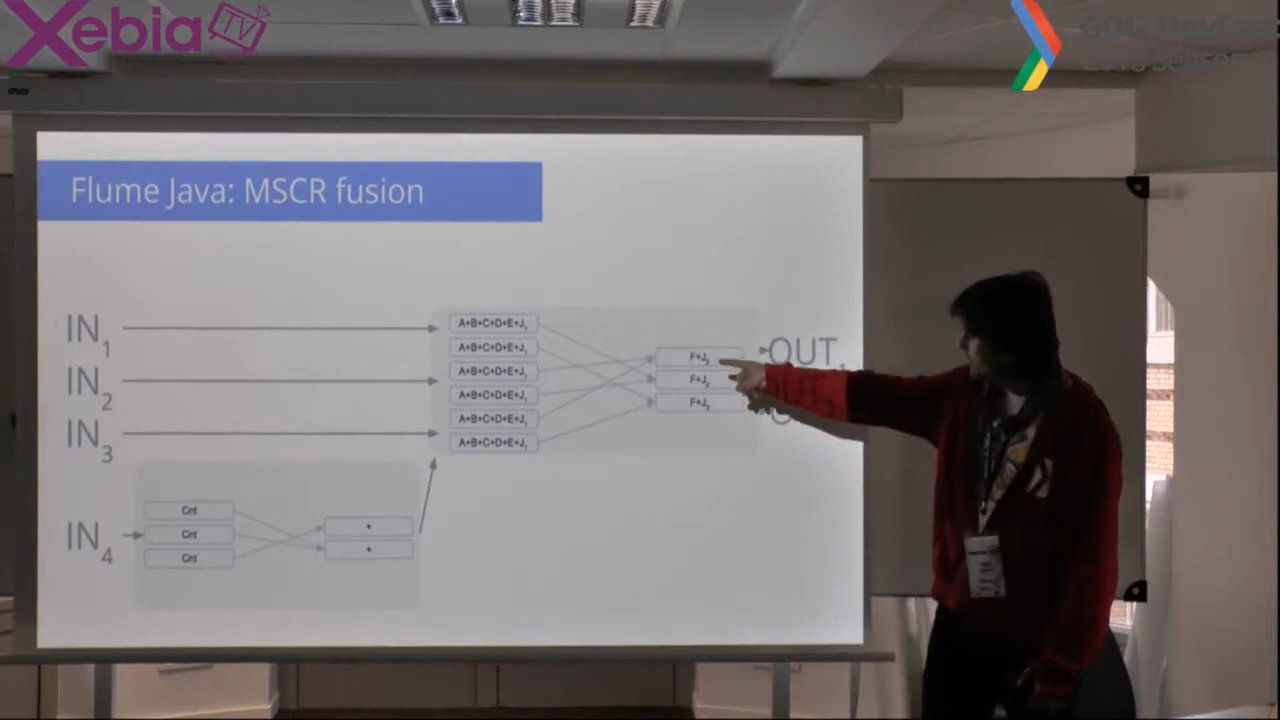 Xebia TV
Flume Java: MSCR fusion
IN1
IN2
IN3
IN4
A+B+C+D+E+J1
A+B+C+D+E+J1
A+B+C+D+E+J1
A+B+C+D+E+J1
A+B+C+D+E+J1
A+B+C+D+E+J1
F+J2
F+J2
F+J2
OUT
Cnt
Cnt
Cnt
+
+